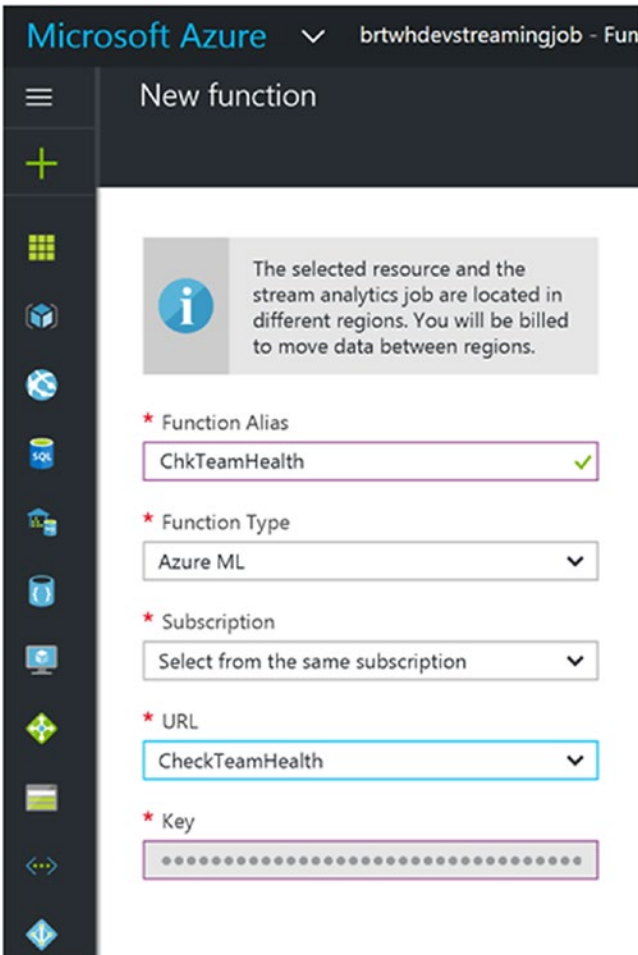 Microsoft Azure brtwhdevstreamingjob - Fun
New function
The selected resource and the
stream analytics job are located in
different regions. You will be billed
to move data between regions.
* Function Alias
ChkTeamHealth
* Function Type
Azure ML
* Subscription
Select from the same subscription
* URL
CheckTeamHealth
* Key
SQL